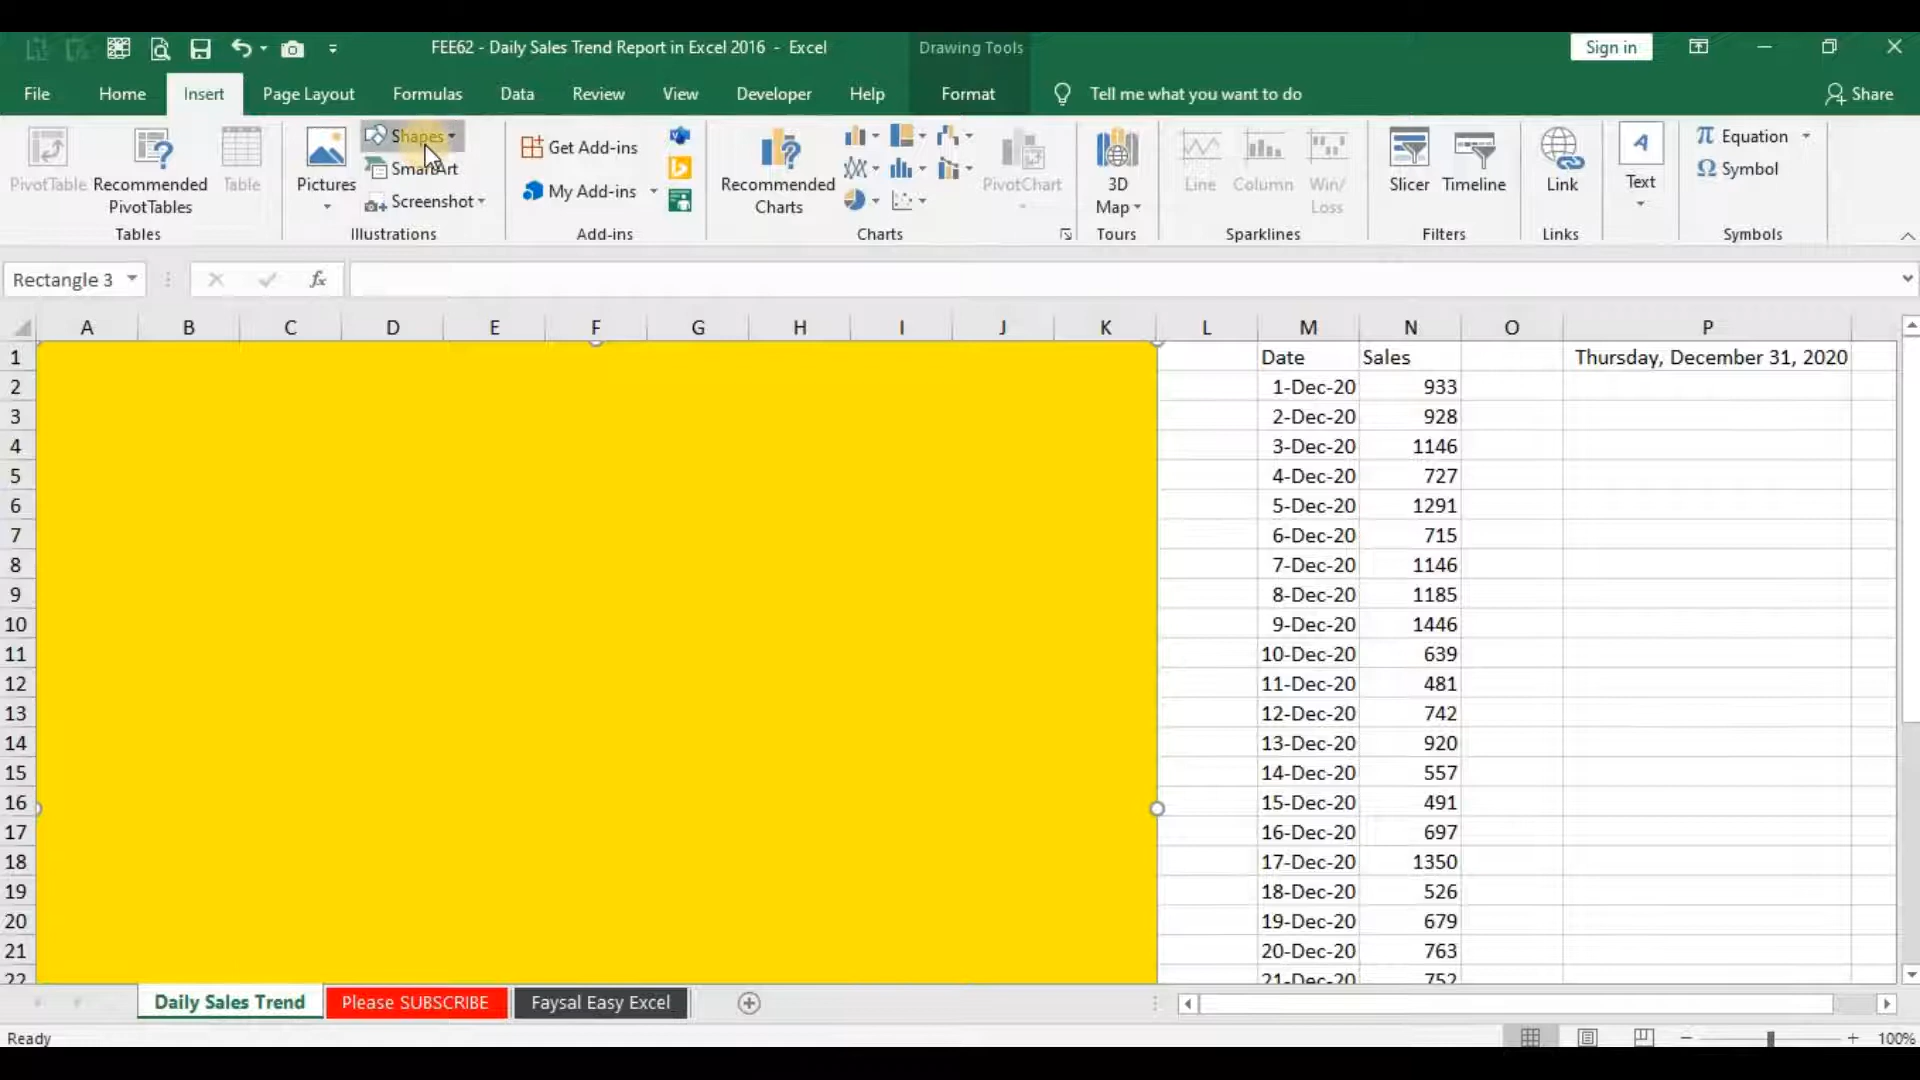 FEE62 - Daily Sales Trend Report in Excel 2016 - Excel
Drawing Tools
Sign in
File Home Insert Page Layout Formulas Data Review View Developer Help Format Tell me what you want to do Share
PivotTable
Recommended PivotTables
Table
Tables
Pictures
Shapes
SmartArt
Screenshot
Illustrations
Get Add-ins
My Add-ins
Add-ins
Recommended Charts
PivotChart
Charts
3D Map
Tours
Line
Column
Win/Loss
Sparklines
Slicer
Timeline
Filters
Link
Links
A
Text
π Equation
Ω Symbol
Symbols
Rectangle 3
fx
A B C D E F G H I J K L M N O P
1 Date Sales Thursday, December 31, 2020
2 1-Dec-20 933
3 2-Dec-20 928
4 3-Dec-20 1146
5 4-Dec-20 727
6 5-Dec-20 1291
7 6-Dec-20 715
8 7-Dec-20 1146
9 8-Dec-20 1185
10 9-Dec-20 1446
11 10-Dec-20 639
12 11-Dec-20 481
13 12-Dec-20 742
14 13-Dec-20 920
15 14-Dec-20 557
16 15-Dec-20 491
17 16-Dec-20 697
18 17-Dec-20 1350
19 18-Dec-20 526
20 19-Dec-20 679
21 20-Dec-20 763
22 21-Dec-20 752
Daily Sales Trend Please SUBSCRIBE Faysal Easy Excel
Ready 100%